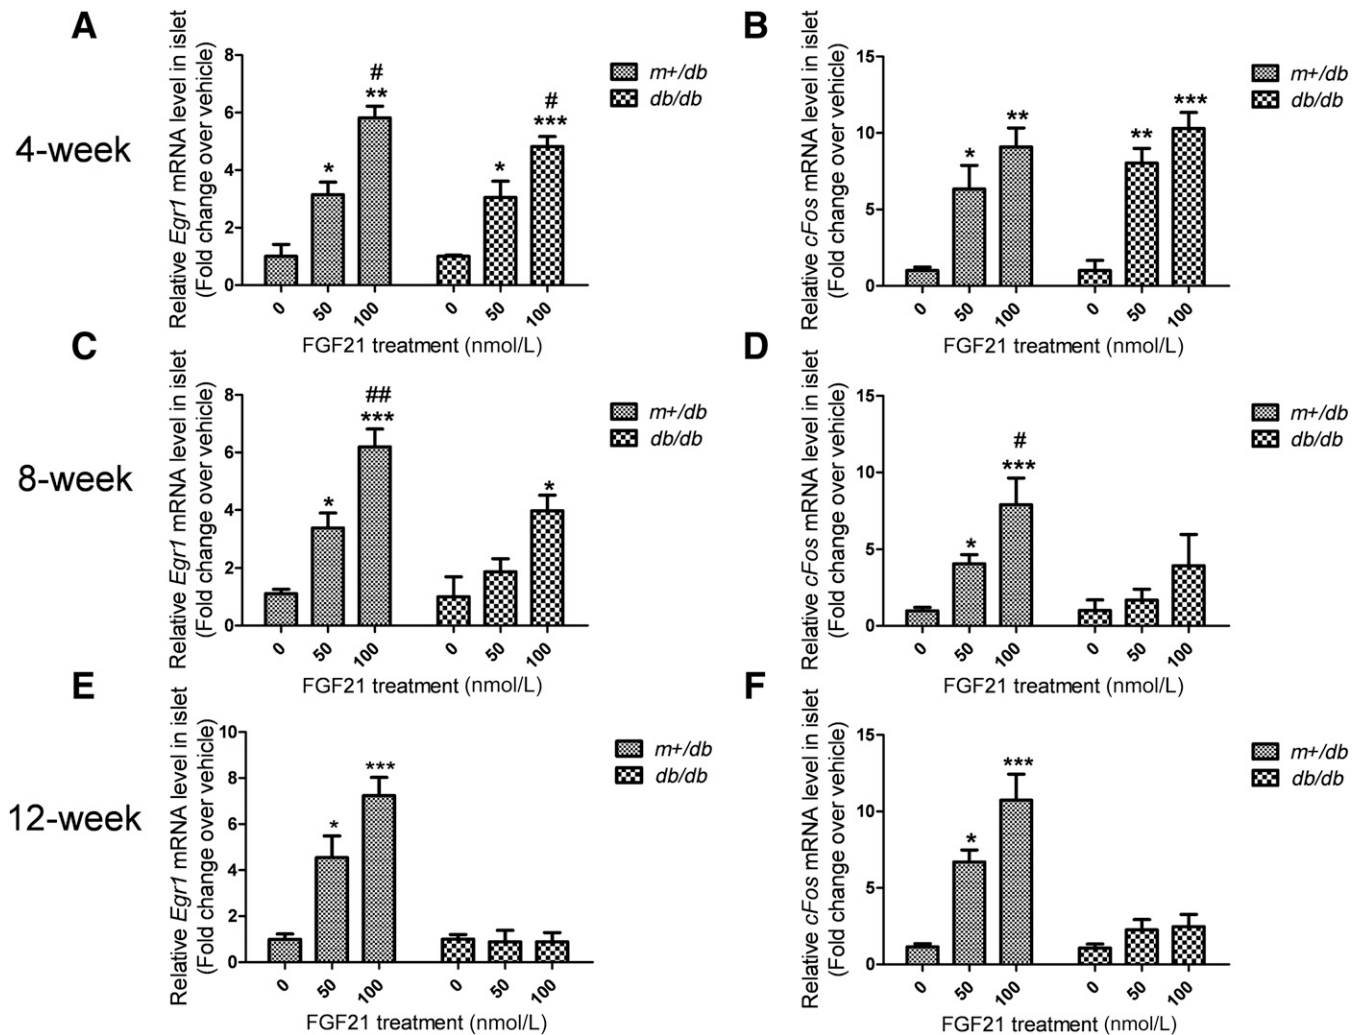 A
Relative Egr1 mRNA level in islet
(Fold change over vehicle)
8
6
4
2
0
*
#
**
*
#
***
0
50
100
0
50
100
FGF21 treatment (nmol/L)
m+/db
db/db
B
Relative cFos mRNA level in islet
(Fold change over vehicle)
15
10
5
0
*
**
**
***
0
50
100
0
50
100
FGF21 treatment (nmol/L)
m+/db
db/db
4-week
C
Relative Egr1 mRNA level in islet
(Fold change over vehicle)
8
6
4
2
0
*
##
***
*
0
50
100
0
50
100
FGF21 treatment (nmol/L)
m+/db
db/db
D
Relative cFos mRNA level in islet
(Fold change over vehicle)
15
10
5
0
*
#
***
0
50
100
0
50
100
FGF21 treatment (nmol/L)
m+/db
db/db
8-week
E
Relative Egr1 mRNA level in islet
(Fold change over vehicle)
10
8
6
4
2
0
*
***
0
50
100
0
50
100
FGF21 treatment (nmol/L)
m+/db
db/db
F
Relative cFos mRNA level in islet
(Fold change over vehicle)
15
10
5
0
*
***
0
50
100
0
50
100
FGF21 treatment (nmol/L)
m+/db
db/db
12-week